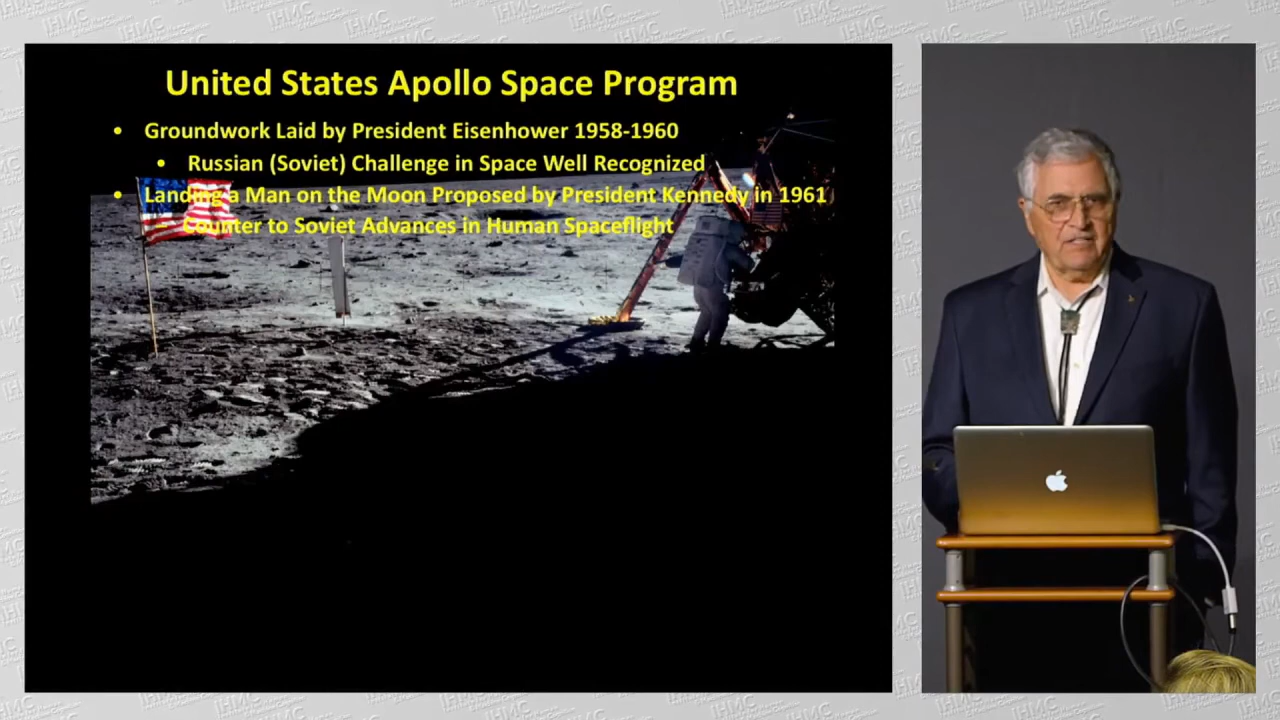 United States Apollo Space Program
• Groundwork Laid by President Eisenhower 1958-1960
• Russian (Soviet) Challenge in Space Well Recognized
• Landing a Man on the Moon Proposed by President Kennedy in 1961
– Counter to Soviet Advances in Human Spaceflight
IHMC